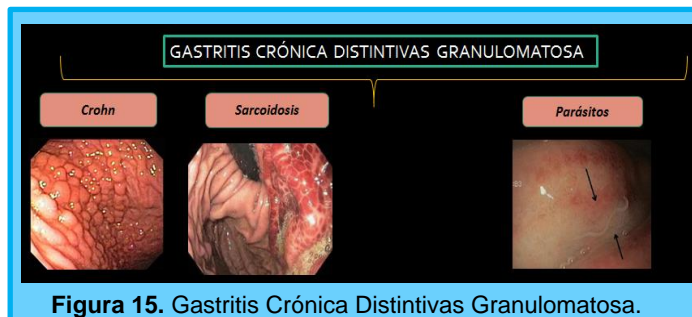 GASTRITIS CRÓNICA DISTINTIVAS GRANULOMATOSA
Crohn
Sarcoidosis
Parásitos
Figura 15. Gastritis Crónica Distintivas Granulomatosa.